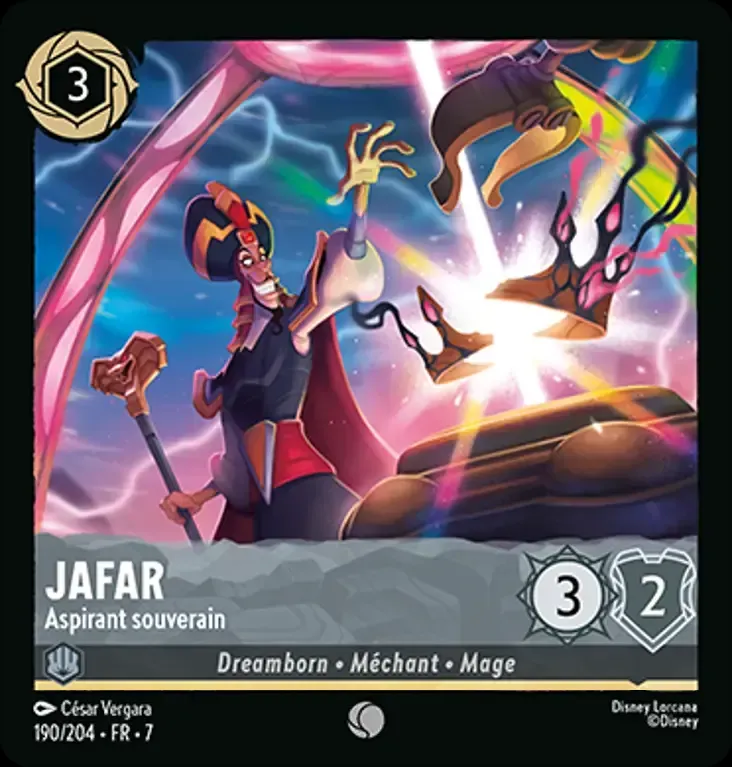 3
JAFAR
Aspirant souverain
3
2
Dreamborn • Méchant • Mage
César Vergara
190/204 • FR • 7
Disney Lorcana
©Disney